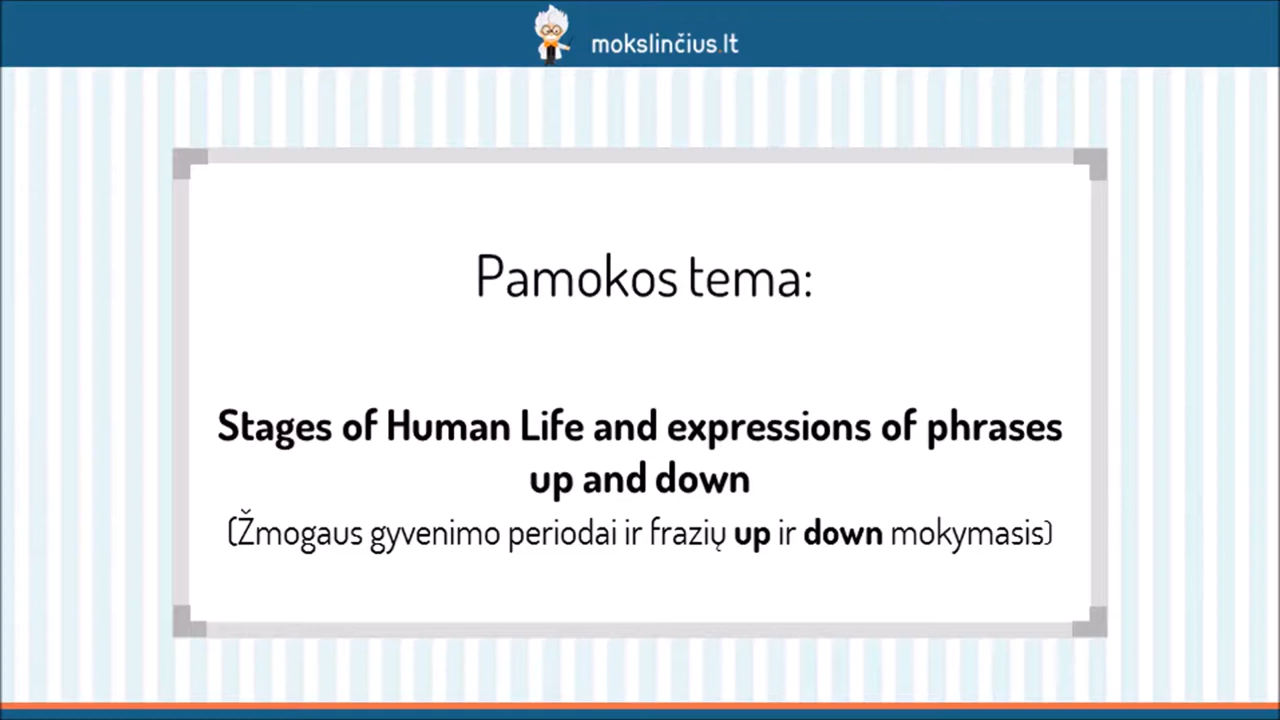 mokslinčius.lt
Pamokos tema:
Stages of Human Life and expressions of phrases
up and down
(Žmogaus gyvenimo periodai ir frazių up ir down mokymasis)